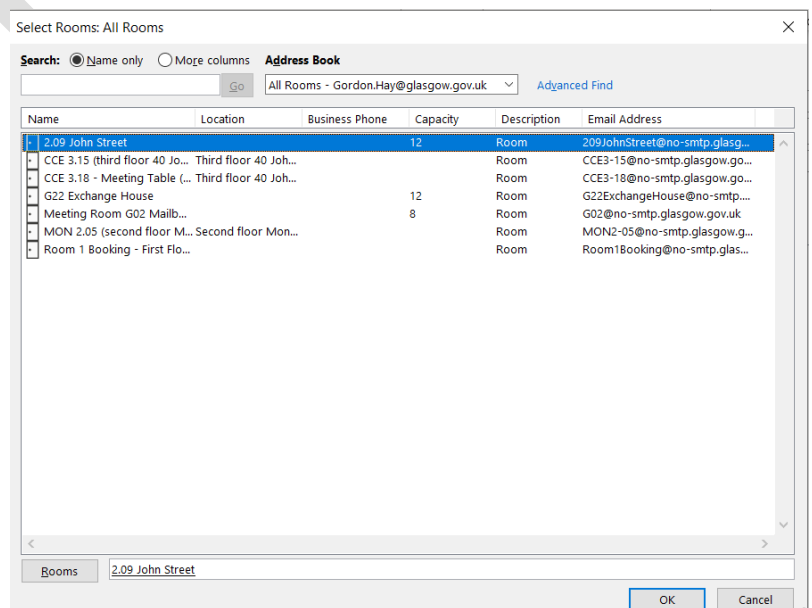 Select Rooms: All Rooms
Search: Name only More columns Address Book
Go All Rooms - Gordon.Hay@glasgow.gov.uk Advanced Find
Name Location Business Phone Capacity Description Email Address
2.09 John Street 12 Room 209JohnStreet@no-smtp.glasg...
CCE 3.15 (third floor 40 Jo... Third floor 40 Joh... Room CCE3-15@no-smtp.glasgow.go...
CCE 3.18 - Meeting Table (... Third floor 40 Joh... Room CCE3-18@no-smtp.glasgow.go...
G22 Exchange House 12 Room G22ExchangeHouse@no-smtp....
Meeting Room G02 Mailb... 8 Room G02@no-smtp.glasgow.gov.uk
MON 2.05 (second floor M... Second floor Mon... Room MON2-05@no-smtp.glasgow.g...
Room 1 Booking - First Flo... Room Room1Booking@no-smtp.glas...
Rooms 2.09 John Street
OK Cancel